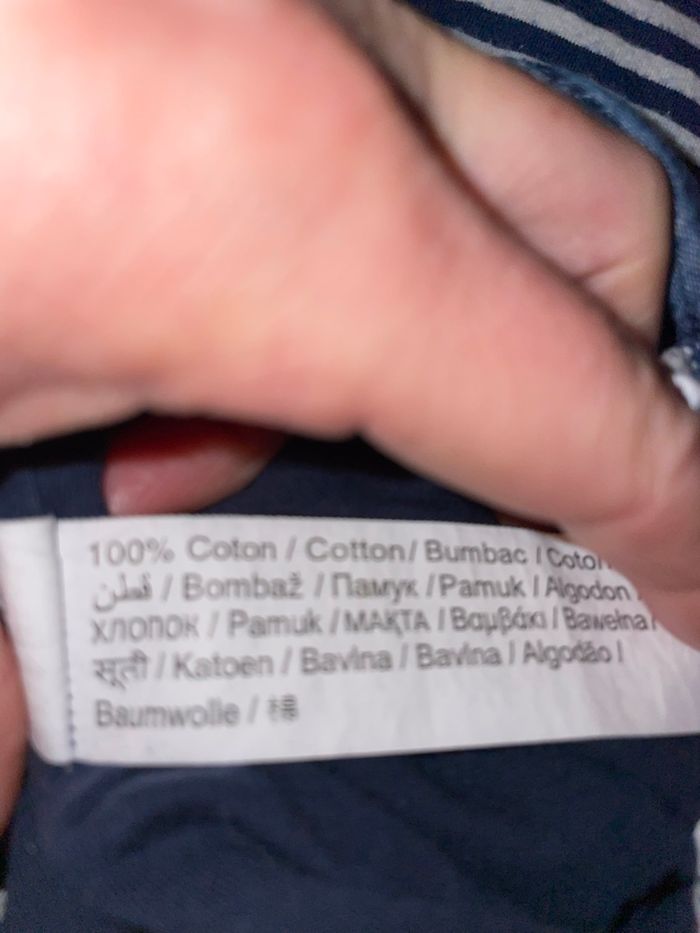 100% Coton / Cotton / Bumbac / Coton
قطن / Bombaž / Памук / Pamuk / Algodon
хлопок / Pamuk / МАҚТА / Βαμβάκι / Bawełna /
सूती / Katoen / Bavlna / Bavlna / Algodão /
Baumwolle / 棉